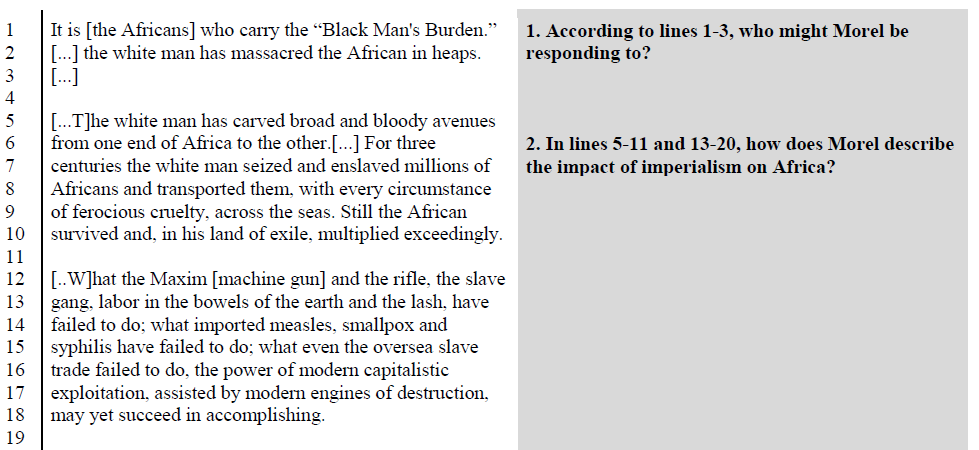 1 It is [the Africans] who carry the “Black Man's Burden.”
2 [...] the white man has massacred the African in heaps.
3 [...]
4
5 [...T]he white man has carved broad and bloody avenues
6 from one end of Africa to the other.[...] For three
7 centuries the white man seized and enslaved millions of
8 Africans and transported them, with every circumstance
9 of ferocious cruelty, across the seas. Still the African
10 survived and, in his land of exile, multiplied exceedingly.
11
12 [..W]hat the Maxim [machine gun] and the rifle, the slave
13 gang, labor in the bowels of the earth and the lash, have
14 failed to do; what imported measles, smallpox and
15 syphilis have failed to do; what even the oversea slave
16 trade failed to do, the power of modern capitalistic
17 exploitation, assisted by modern engines of destruction,
18 may yet succeed in accomplishing.
19
1. According to lines 1-3, who might Morel be
responding to?
2. In lines 5-11 and 13-20, how does Morel describe
the impact of imperialism on Africa?